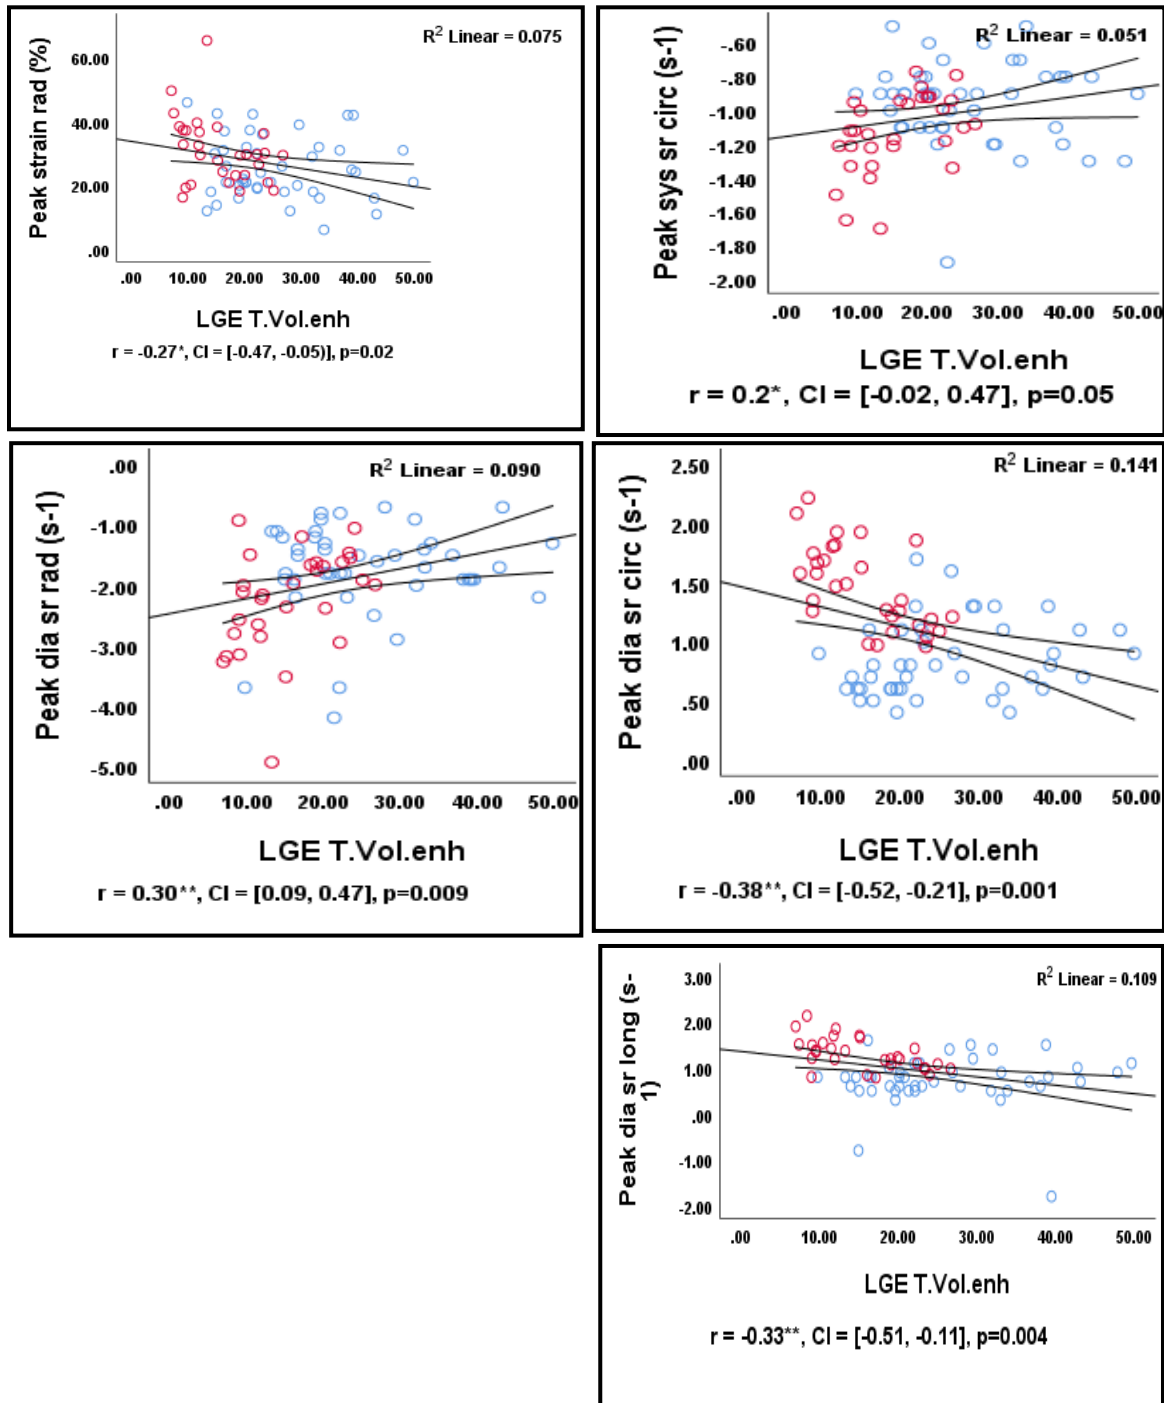 R² Linear = 0.075
Peak strain rad (%)
60.00
40.00
20.00
.00
.00 10.00 20.00 30.00 40.00 50.00
LGE T.Vol.enh
r = -0.27*, CI = [-0.47, -0.05)], p=0.02
R² Linear = 0.051
Peak sys sr circ (s-1)
-.60
-.80
-1.00
-1.20
-1.40
-1.60
-1.80
-2.00
.00 10.00 20.00 30.00 40.00 50.00
LGE T.Vol.enh
r = 0.2*, CI = [-0.02, 0.47], p=0.05
R² Linear = 0.090
Peak dia sr rad (s-1)
.00
-1.00
-2.00
-3.00
-4.00
-5.00
.00 10.00 20.00 30.00 40.00 50.00
LGE T.Vol.enh
r = 0.30**, CI = [0.09, 0.47], p=0.009
R² Linear = 0.141
Peak dia sr circ (s-1)
2.50
2.00
1.50
1.00
.50
.00
.00 10.00 20.00 30.00 40.00 50.00
LGE T.Vol.enh
r = -0.38**, CI = [-0.52, -0.21], p=0.001
R² Linear = 0.109
Peak dia sr long (s-
1)
3.00
2.00
1.00
.00
-1.00
-2.00
.00 10.00 20.00 30.00 40.00 50.00
LGE T.Vol.enh
r = -0.33**, CI = [-0.51, -0.11], p=0.004